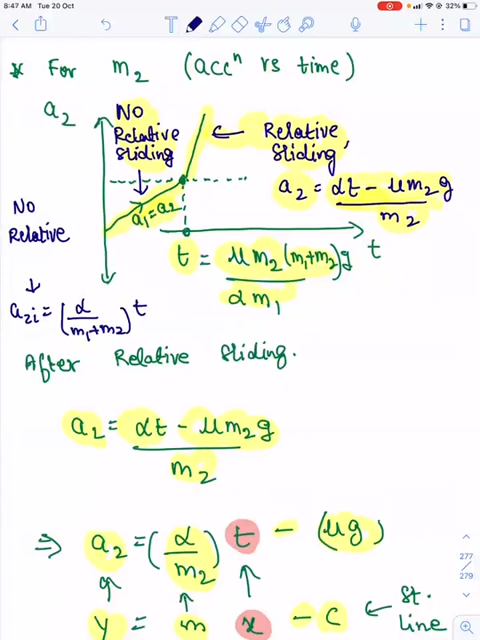 8:47 AM Tue 20 Oct
32%
* For m₂ (accⁿ vs time)
a₂
NO
Relative
Sliding
Relative
Sliding,
a₁=a₂
a₂ = αt - μm₂g
m₂
NO
Relative
↓
a₂ᵢ = (α/m₁+m₂) t
t = μm₂(m₁+m₂)g
αm₁
t
After Relative Sliding.
a₂ = αt - μm₂g
m₂
⇒ a₂ = (α/m₂) t - (μg)
y = m x - c ← St.
line
277
279